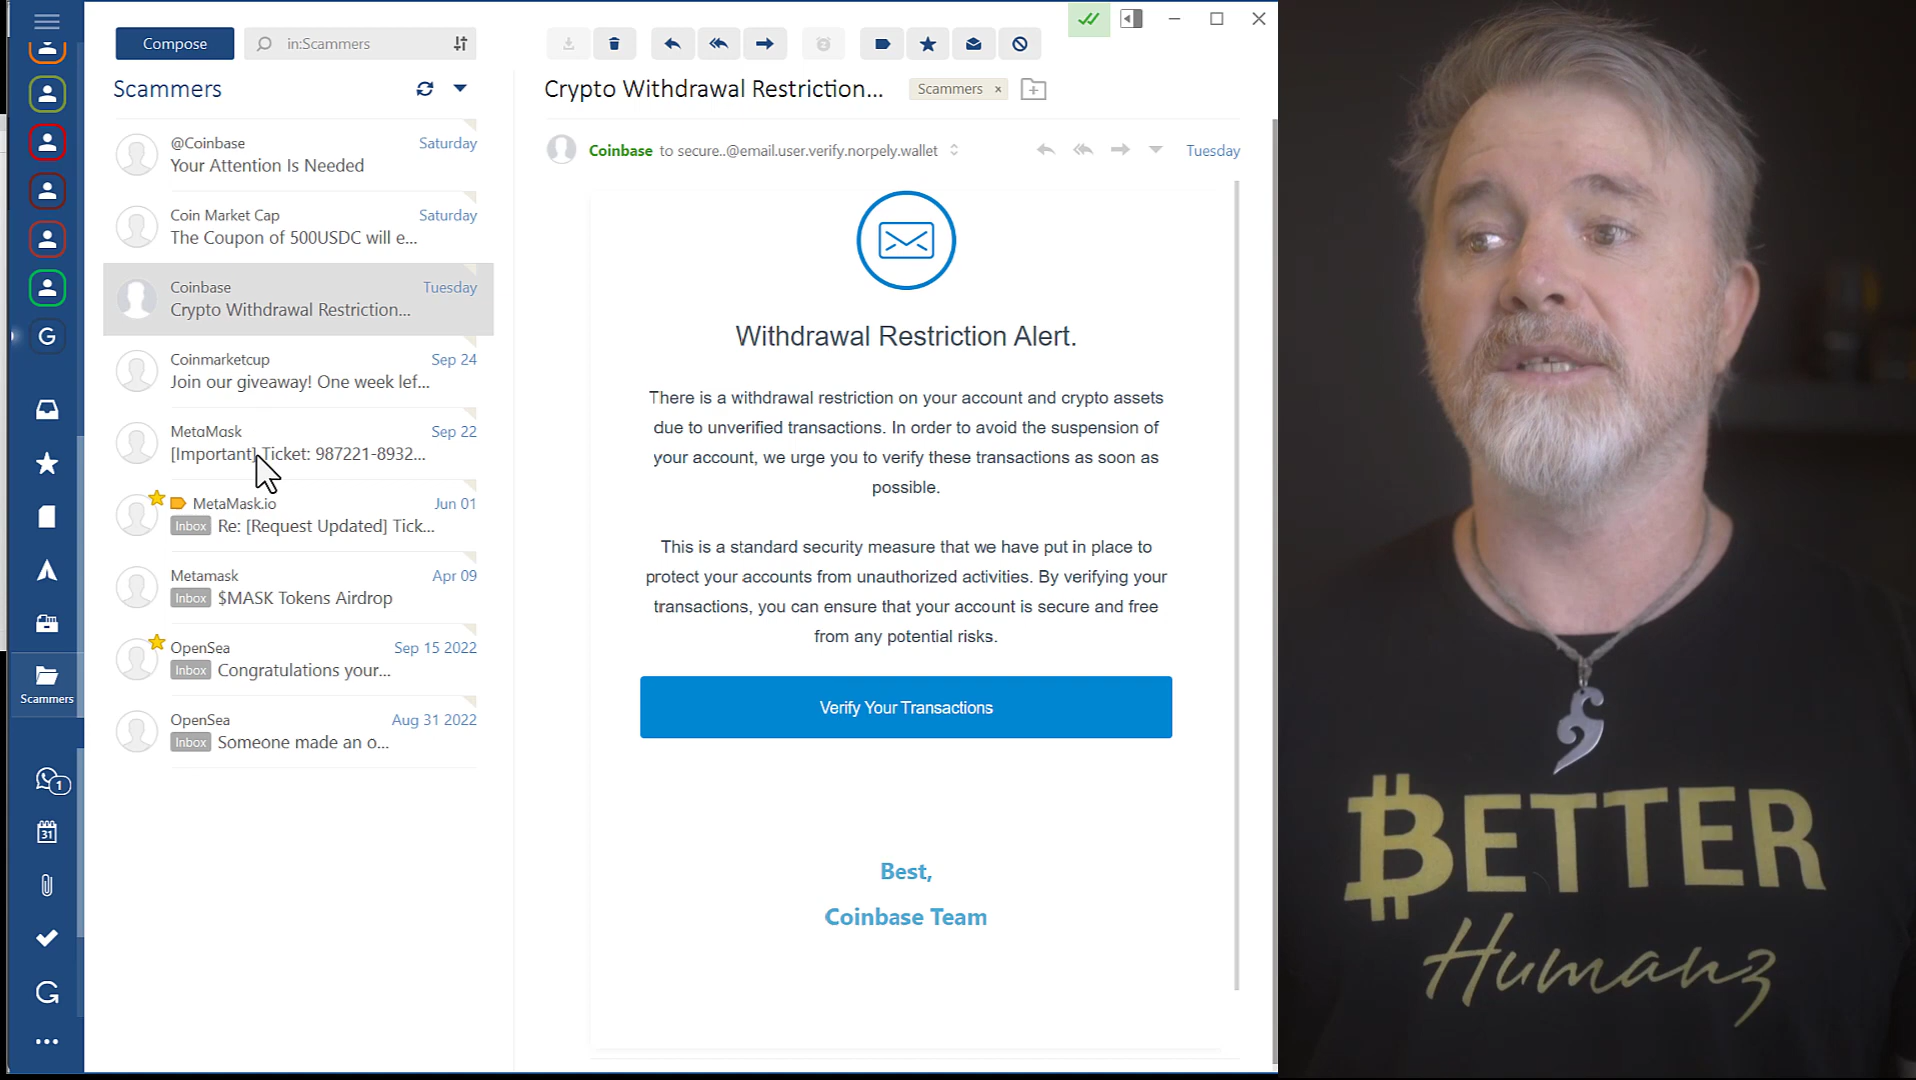 Compose
in:Scammers
Scammers
@Coinbase
Saturday
Your Attention Is Needed
Coin Market Cap
Saturday
The Coupon of 500USDC will e...
Coinbase
Tuesday
Crypto Withdrawal Restriction...
Coinmarketcup
Sep 24
Join our giveaway! One week lef...
MetaMask
Sep 22
[Important] Ticket: 987221-8932...
MetaMask.io
Jun 01
Inbox Re: [Request Updated] Tick...
Metamask
Apr 09
Inbox $MASK Tokens Airdrop
OpenSea
Sep 15 2022
Inbox Congratulations your...
OpenSea
Aug 31 2022
Inbox Someone made an o...
G
Scammers
1
31
G
Crypto Withdrawal Restriction...
Scammers ×
Coinbase to secure..@email.user.verify.norpely.wallet
Tuesday
Withdrawal Restriction Alert.
There is a withdrawal restriction on your account and crypto assets
due to unverified transactions. In order to avoid the suspension of
your account, we urge you to verify these transactions as soon as
possible.
This is a standard security measure that we have put in place to
protect your accounts from unauthorized activities. By verifying your
transactions, you can ensure that your account is secure and free
from any potential risks.
Verify Your Transactions
Best,
Coinbase Team
₿ETTER
Humanz